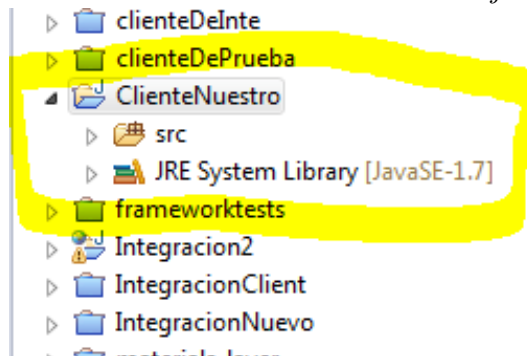 clienteDeInte
clienteDePrueba
ClienteNuestro
src
JRE System Library [JavaSE-1.7]
frameworktests
Integracion2
IntegracionClient
IntegracionNuevo